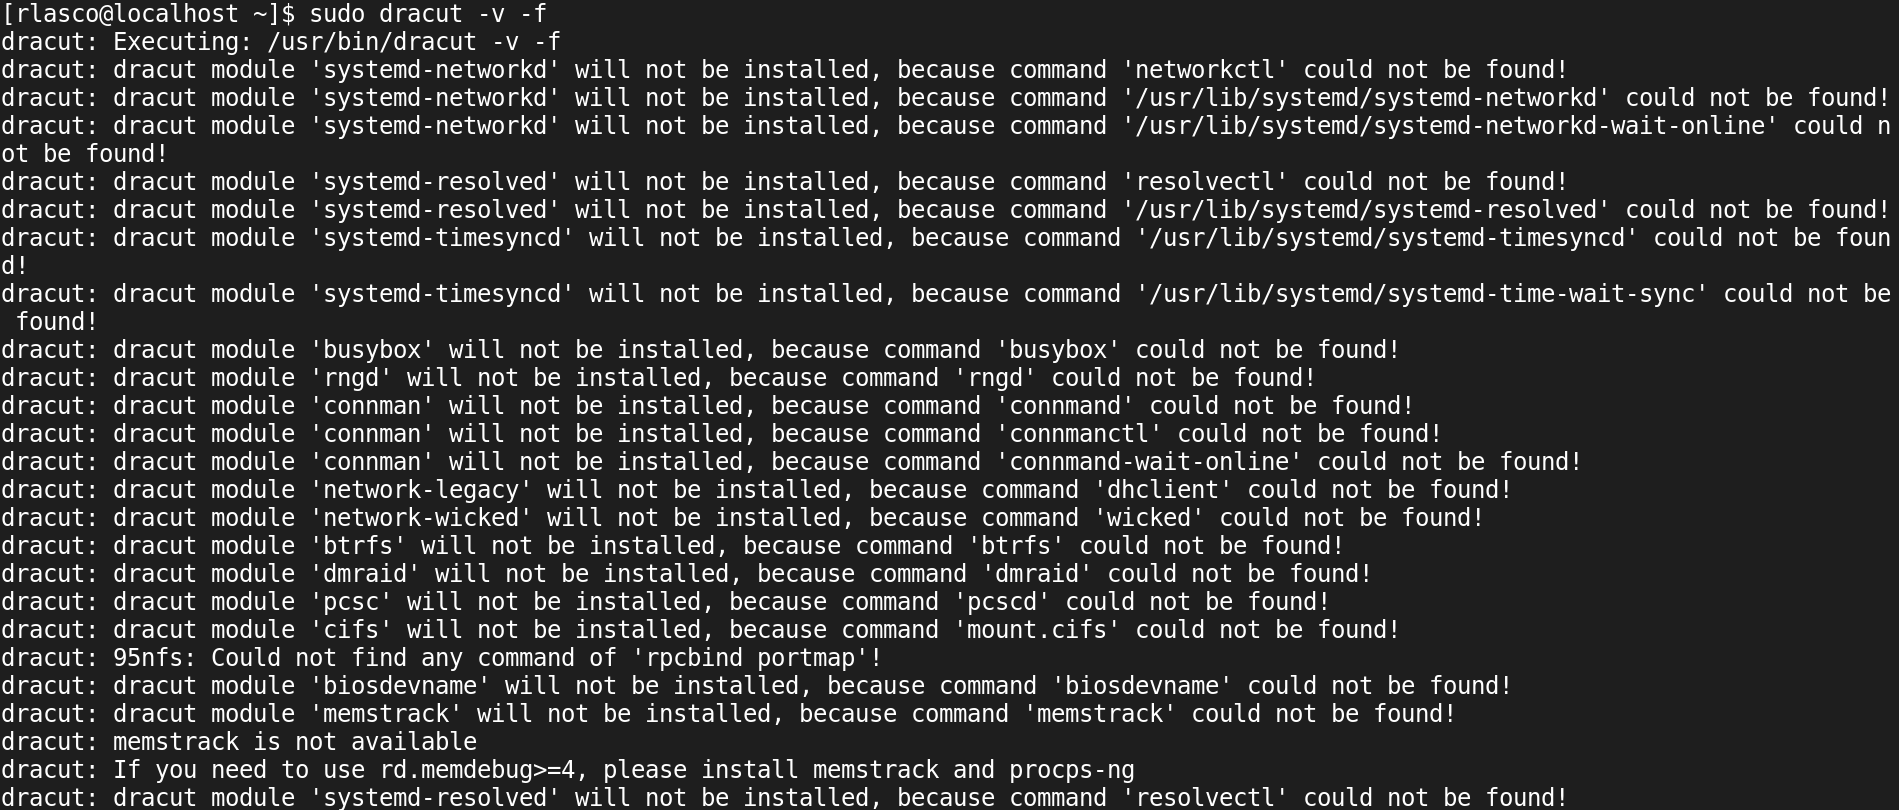 [rlasco@localhost ~]$ sudo dracut -v -f
dracut: Executing: /usr/bin/dracut -v -f
dracut: dracut module 'systemd-networkd' will not be installed, because command 'networkctl' could not be found!
dracut: dracut module 'systemd-networkd' will not be installed, because command '/usr/lib/systemd/systemd-networkd' could not be found!
dracut: dracut module 'systemd-networkd' will not be installed, because command '/usr/lib/systemd/systemd-networkd-wait-online' could n
ot be found!
dracut: dracut module 'systemd-resolved' will not be installed, because command 'resolvectl' could not be found!
dracut: dracut module 'systemd-resolved' will not be installed, because command '/usr/lib/systemd/systemd-resolved' could not be found!
dracut: dracut module 'systemd-timesyncd' will not be installed, because command '/usr/lib/systemd/systemd-timesyncd' could not be foun
d!
dracut: dracut module 'systemd-timesyncd' will not be installed, because command '/usr/lib/systemd/systemd-time-wait-sync' could not be
 found!
dracut: dracut module 'busybox' will not be installed, because command 'busybox' could not be found!
dracut: dracut module 'rngd' will not be installed, because command 'rngd' could not be found!
dracut: dracut module 'connman' will not be installed, because command 'connmand' could not be found!
dracut: dracut module 'connman' will not be installed, because command 'connmanctl' could not be found!
dracut: dracut module 'connman' will not be installed, because command 'connmand-wait-online' could not be found!
dracut: dracut module 'network-legacy' will not be installed, because command 'dhclient' could not be found!
dracut: dracut module 'network-wicked' will not be installed, because command 'wicked' could not be found!
dracut: dracut module 'btrfs' will not be installed, because command 'btrfs' could not be found!
dracut: dracut module 'dmraid' will not be installed, because command 'dmraid' could not be found!
dracut: dracut module 'pcsc' will not be installed, because command 'pcscd' could not be found!
dracut: dracut module 'cifs' will not be installed, because command 'mount.cifs' could not be found!
dracut: 95nfs: Could not find any command of 'rpcbind portmap'!
dracut: dracut module 'biosdevname' will not be installed, because command 'biosdevname' could not be found!
dracut: dracut module 'memstrack' will not be installed, because command 'memstrack' could not be found!
dracut: memstrack is not available
dracut: If you need to use rd.memdebug>=4, please install memstrack and procps-ng
dracut: dracut module 'systemd-resolved' will not be installed, because command 'resolvectl' could not be found!